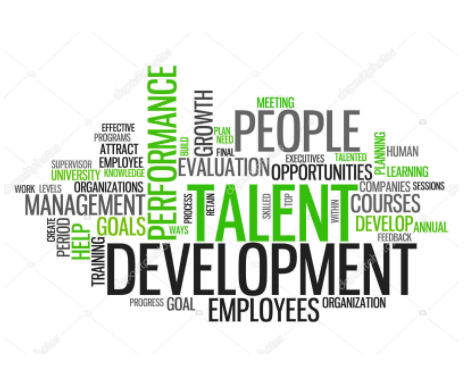 MEETING
PERFORMANCE
GROWTH
PEOPLE
EFFECTIVE
PROGRAMS
ATTRACT
BUILD
PLAN
NEED
FINAL
PLANNING
HUMAN
SUPERVISOR
EMPLOYEE
EVALUATION
EXECUTIVES
TALENTED
UNIVERSITY
KNOWLEDGE
OPPORTUNITIES
LEARNING
WORK
LEVELS
ORGANIZATIONS
COMPANIES
SESSIONS
MANAGEMENT
PROCESS
RETAIN
TALENT
SKILLED
TOP
WITHIN
COURSES
CREATE
PERIOD
HELP
GOALS
WAYS
DEVELOP
ANNUAL
TRAINING
DEVELOPMENT
FEEDBACK
PROGRESS
GOAL
EMPLOYEES
ORGANIZATION